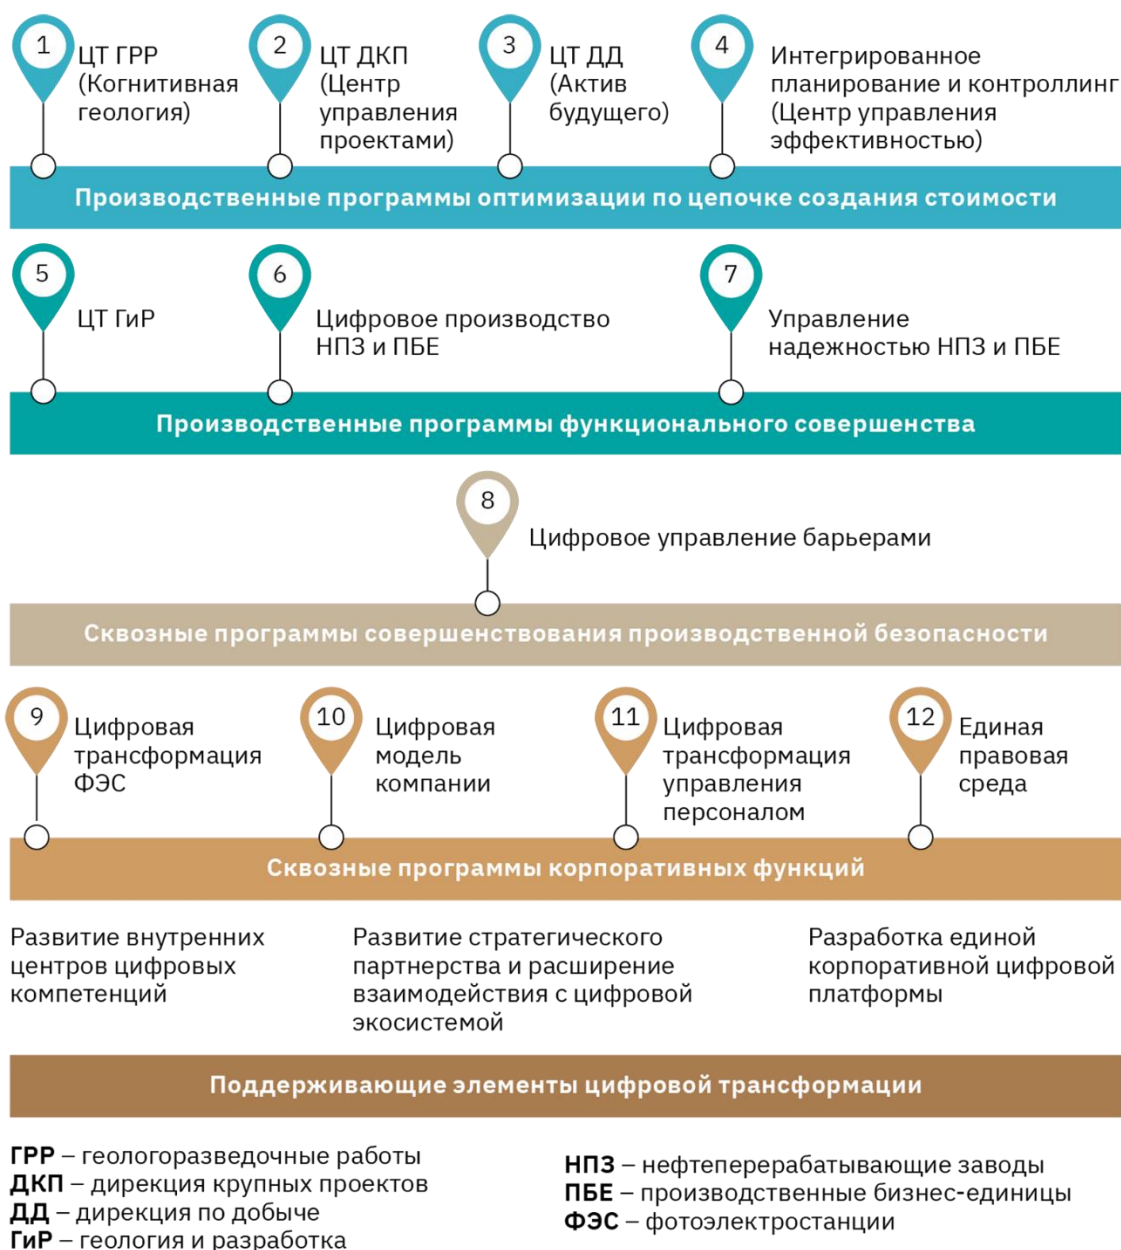 1
ЦТ ГРР
(Когнитивная
геология)
2
ЦТ ДКП
(Центр
управления
проектами)
3
ЦТ ДД
(Актив
будущего)
4
Интегрированное
планирование и контроллинг
(Центр управления
эффективностью)
Производственные программы оптимизации по цепочке создания стоимости
5
ЦТ ГиР
6
Цифровое производство
НПЗ и ПБЕ
7
Управление
надежностью НПЗ и ПБЕ
Производственные программы функционального совершенства
8
Цифровое управление барьерами
Сквозные программы совершенствования производственной безопасности
9
Цифровая
трансформация
ФЭС
10
Цифровая
модель
компании
11
Цифровая
трансформация
управления
персоналом
12
Единая
правовая
среда
Сквозные программы корпоративных функций
Развитие внутренних
центров цифровых
компетенций
Развитие стратегического
партнерства и расширение
взаимодействия с цифровой
экосистемой
Разработка единой
корпоративной цифровой
платформы
Поддерживающие элементы цифровой трансформации
ГРР – геологоразведочные работы
ДКП – дирекция крупных проектов
ДД – дирекция по добыче
ГиР – геология и разработка
НПЗ – нефтеперерабатывающие заводы
ПБЕ – производственные бизнес-единицы
ФЭС – фотоэлектростанции